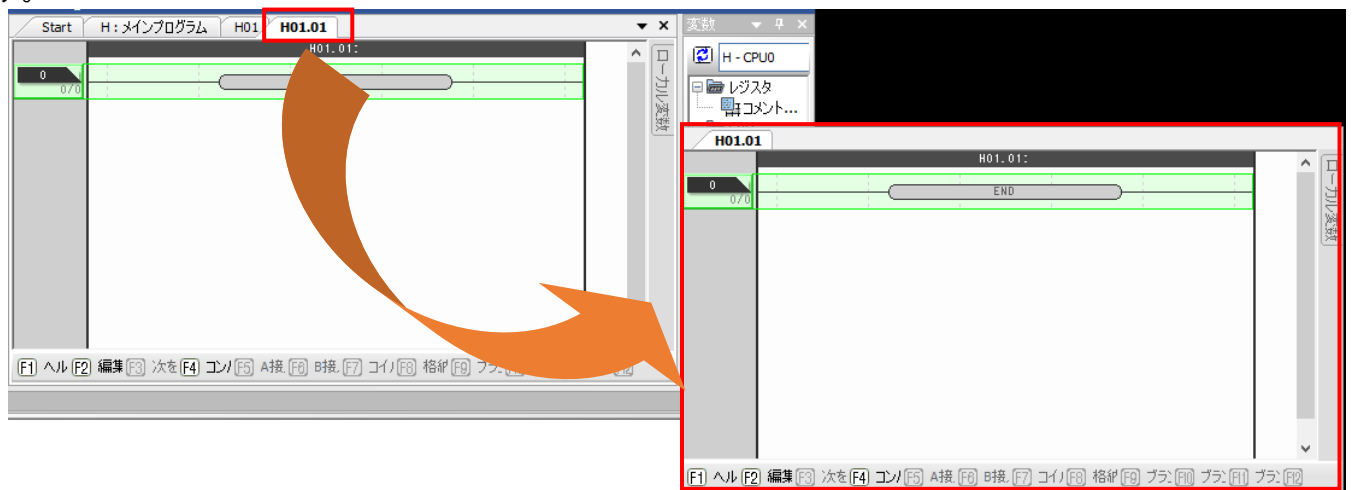 す。
Start H：メインプログラム H01 H01.01
H01.01:
0
0/0
ローカル変数
F1 ヘル F2 編集 F3 次を F4 コン F5 A接 F6 B接 F7 コイ F8 格納 F9 ブラ
変数
H - CPU0
レジスタ
コメント...
H01.01
H01.01:
0
0/0
END
ローカル変数
F1 ヘル F2 編集 F3 次を F4 コン F5 A接 F6 B接 F7 コイ F8 格納 F9 ブラ F10 ブラ F11 ブラ F12